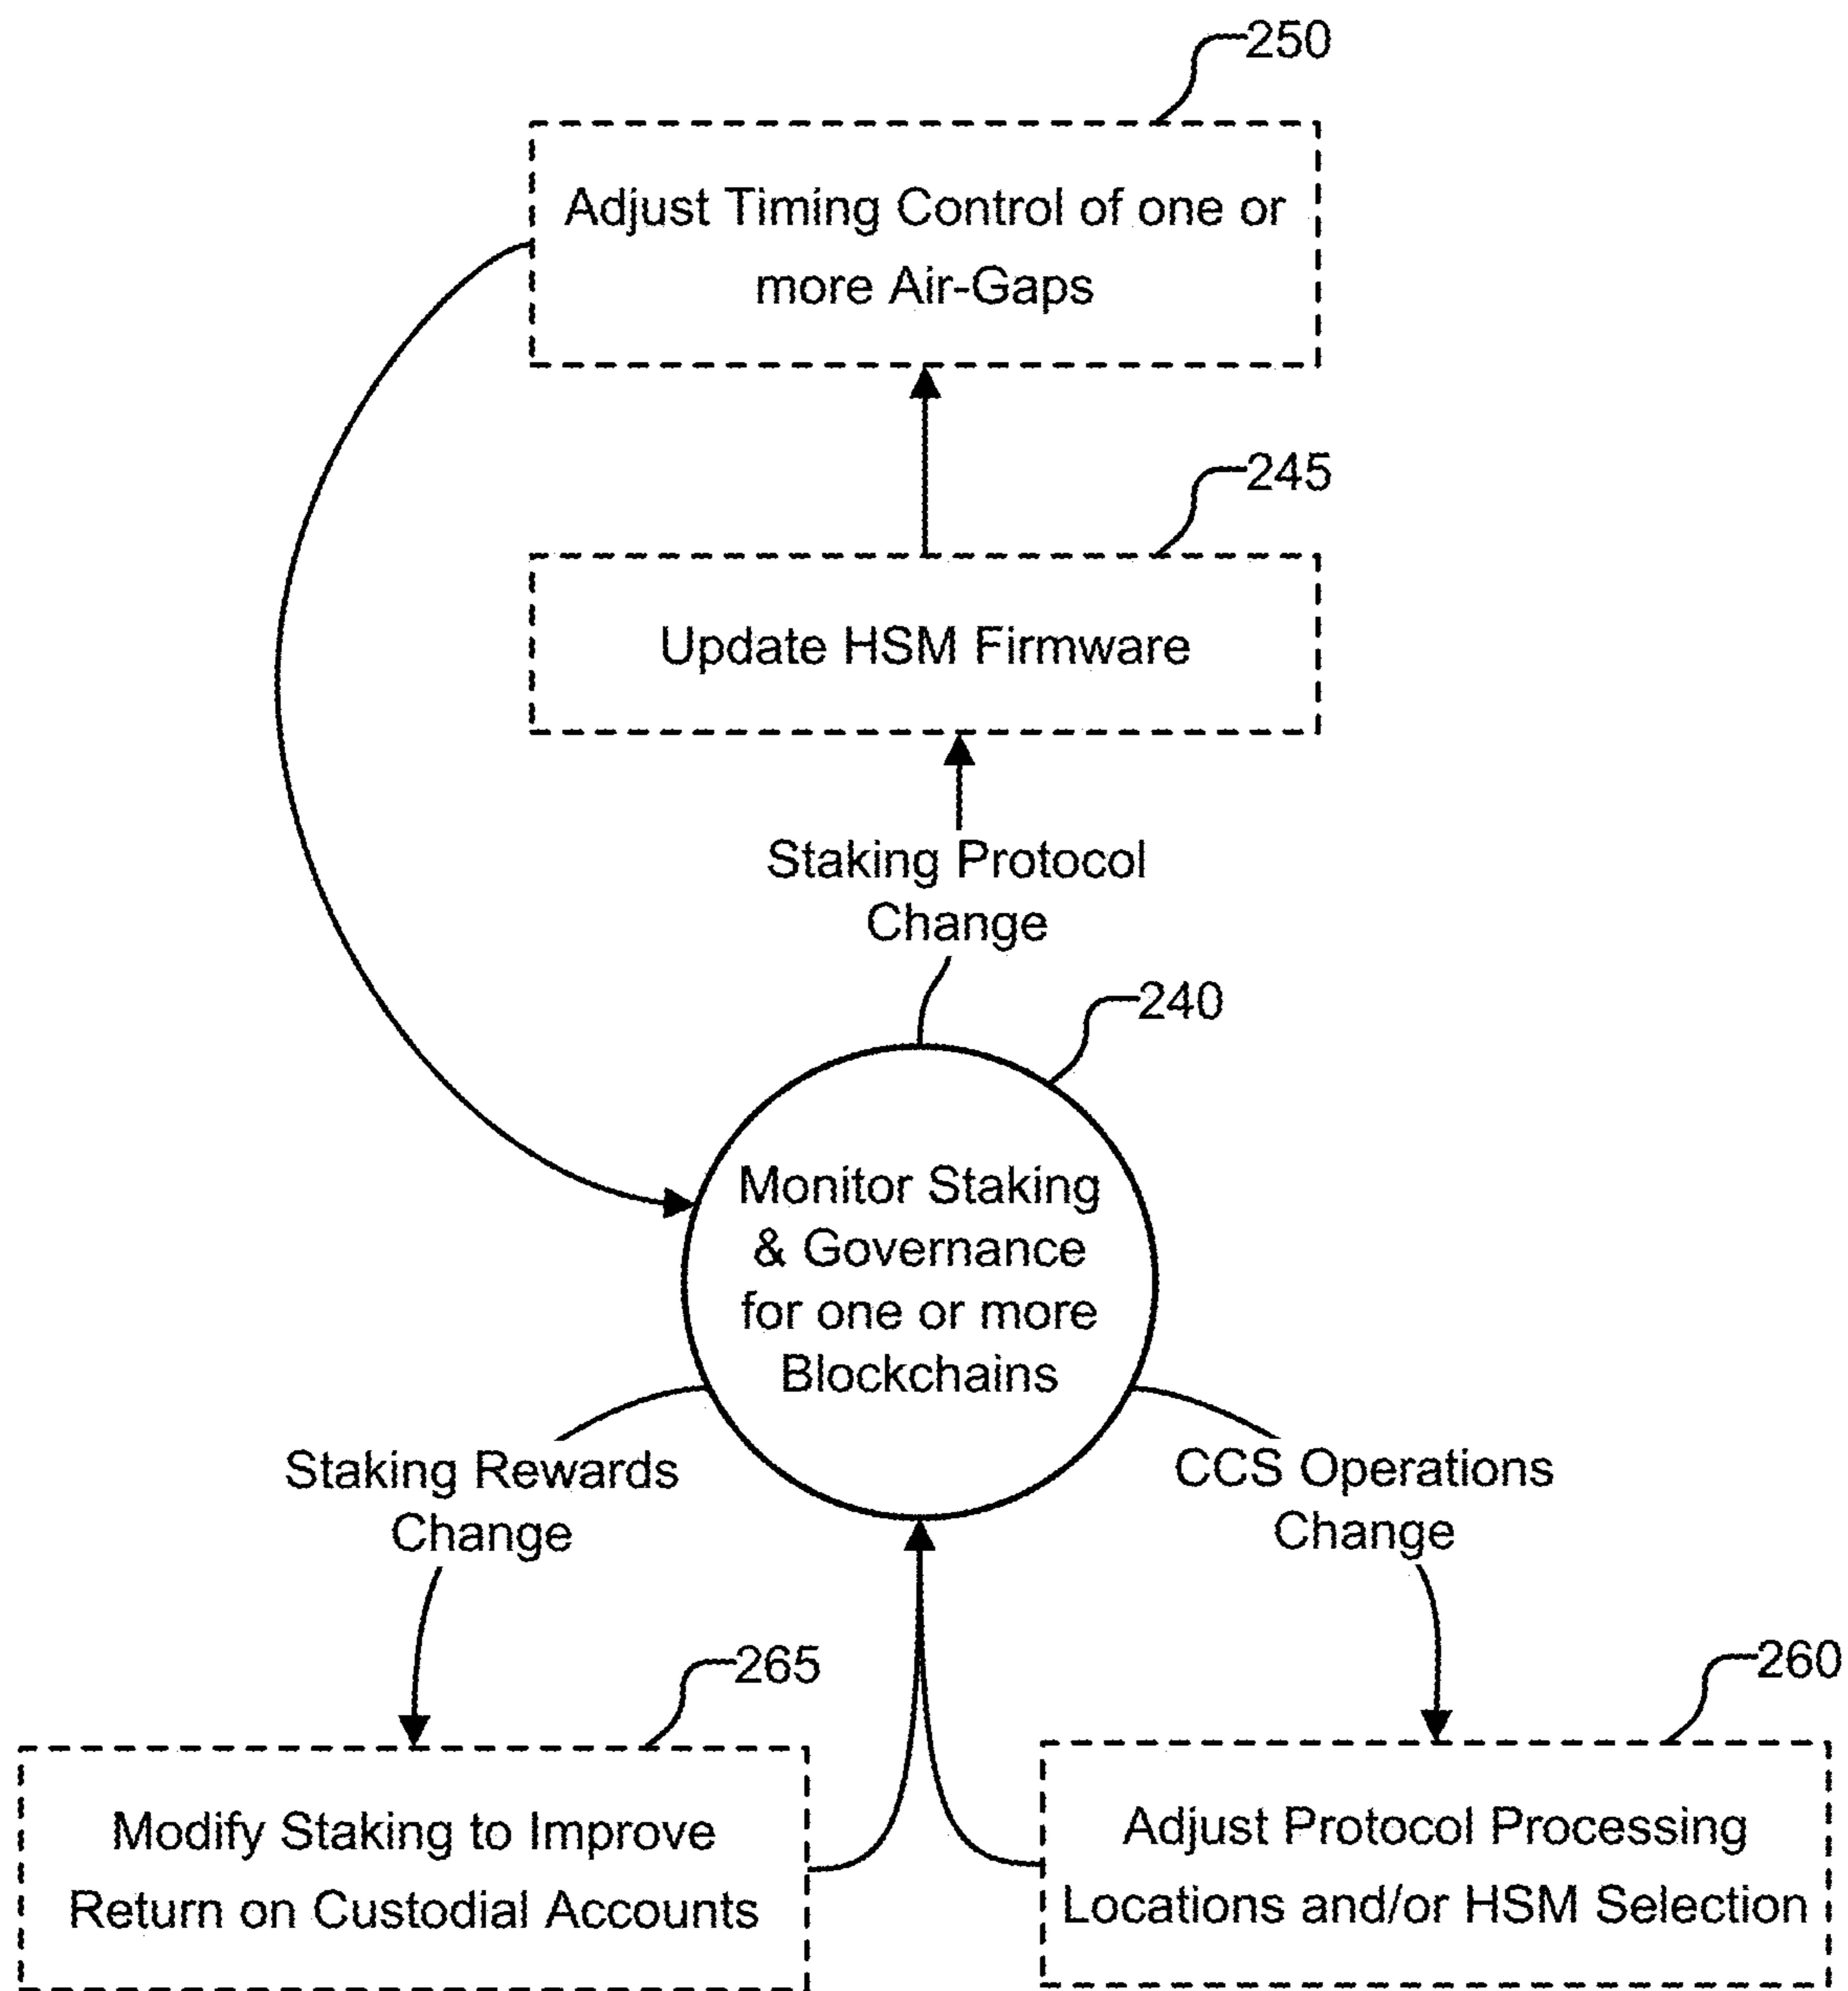 250
Adjust Timing Control of one or
more Air-Gaps
245
Update HSM Firmware
Staking Protocol
Change
240
Monitor Staking
& Governance
for one or more
Blockchains
Staking Rewards
Change
CCS Operations
Change
265
260
Modify Staking to Improve
Return on Custodial Accounts
Adjust Protocol Processing
Locations and/or HSM Selection